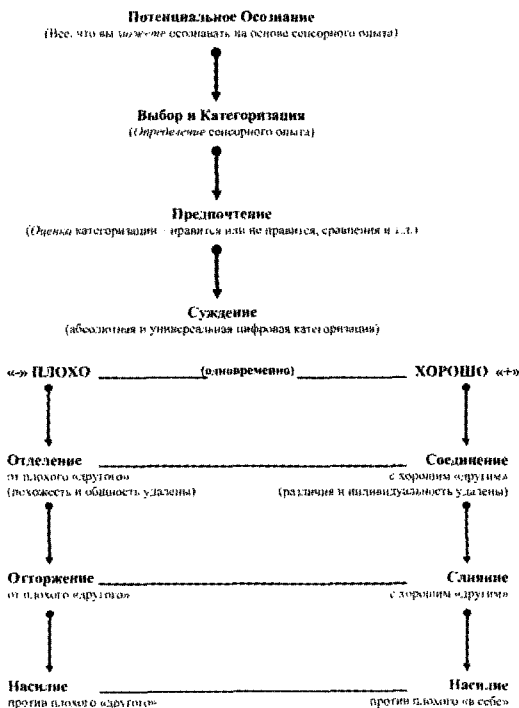 Потенциальное Осознание
(Все, что вы можете осознавать на основе сенсорного опыта)
Выбор и Категоризация
(Определение сенсорного опыта)
Предпочтение
(Оценка категоризации - нравится или не нравится, сравнения и т.д.)
Суждение
(абсолютная и универсальная цифровая категоризация)
«-» ПЛОХО (одновременно) ХОРОШО «+»
Отделение Соединение
от плохого «другого» с хорошим «другим»
(похожесть и общность удалены) (различия и индивидуальность удалены)
Отторжение Слияние
от плохого «другого» с хорошим «другим»
Насилие Насилие
против плохого «другого» против плохого «в себе»